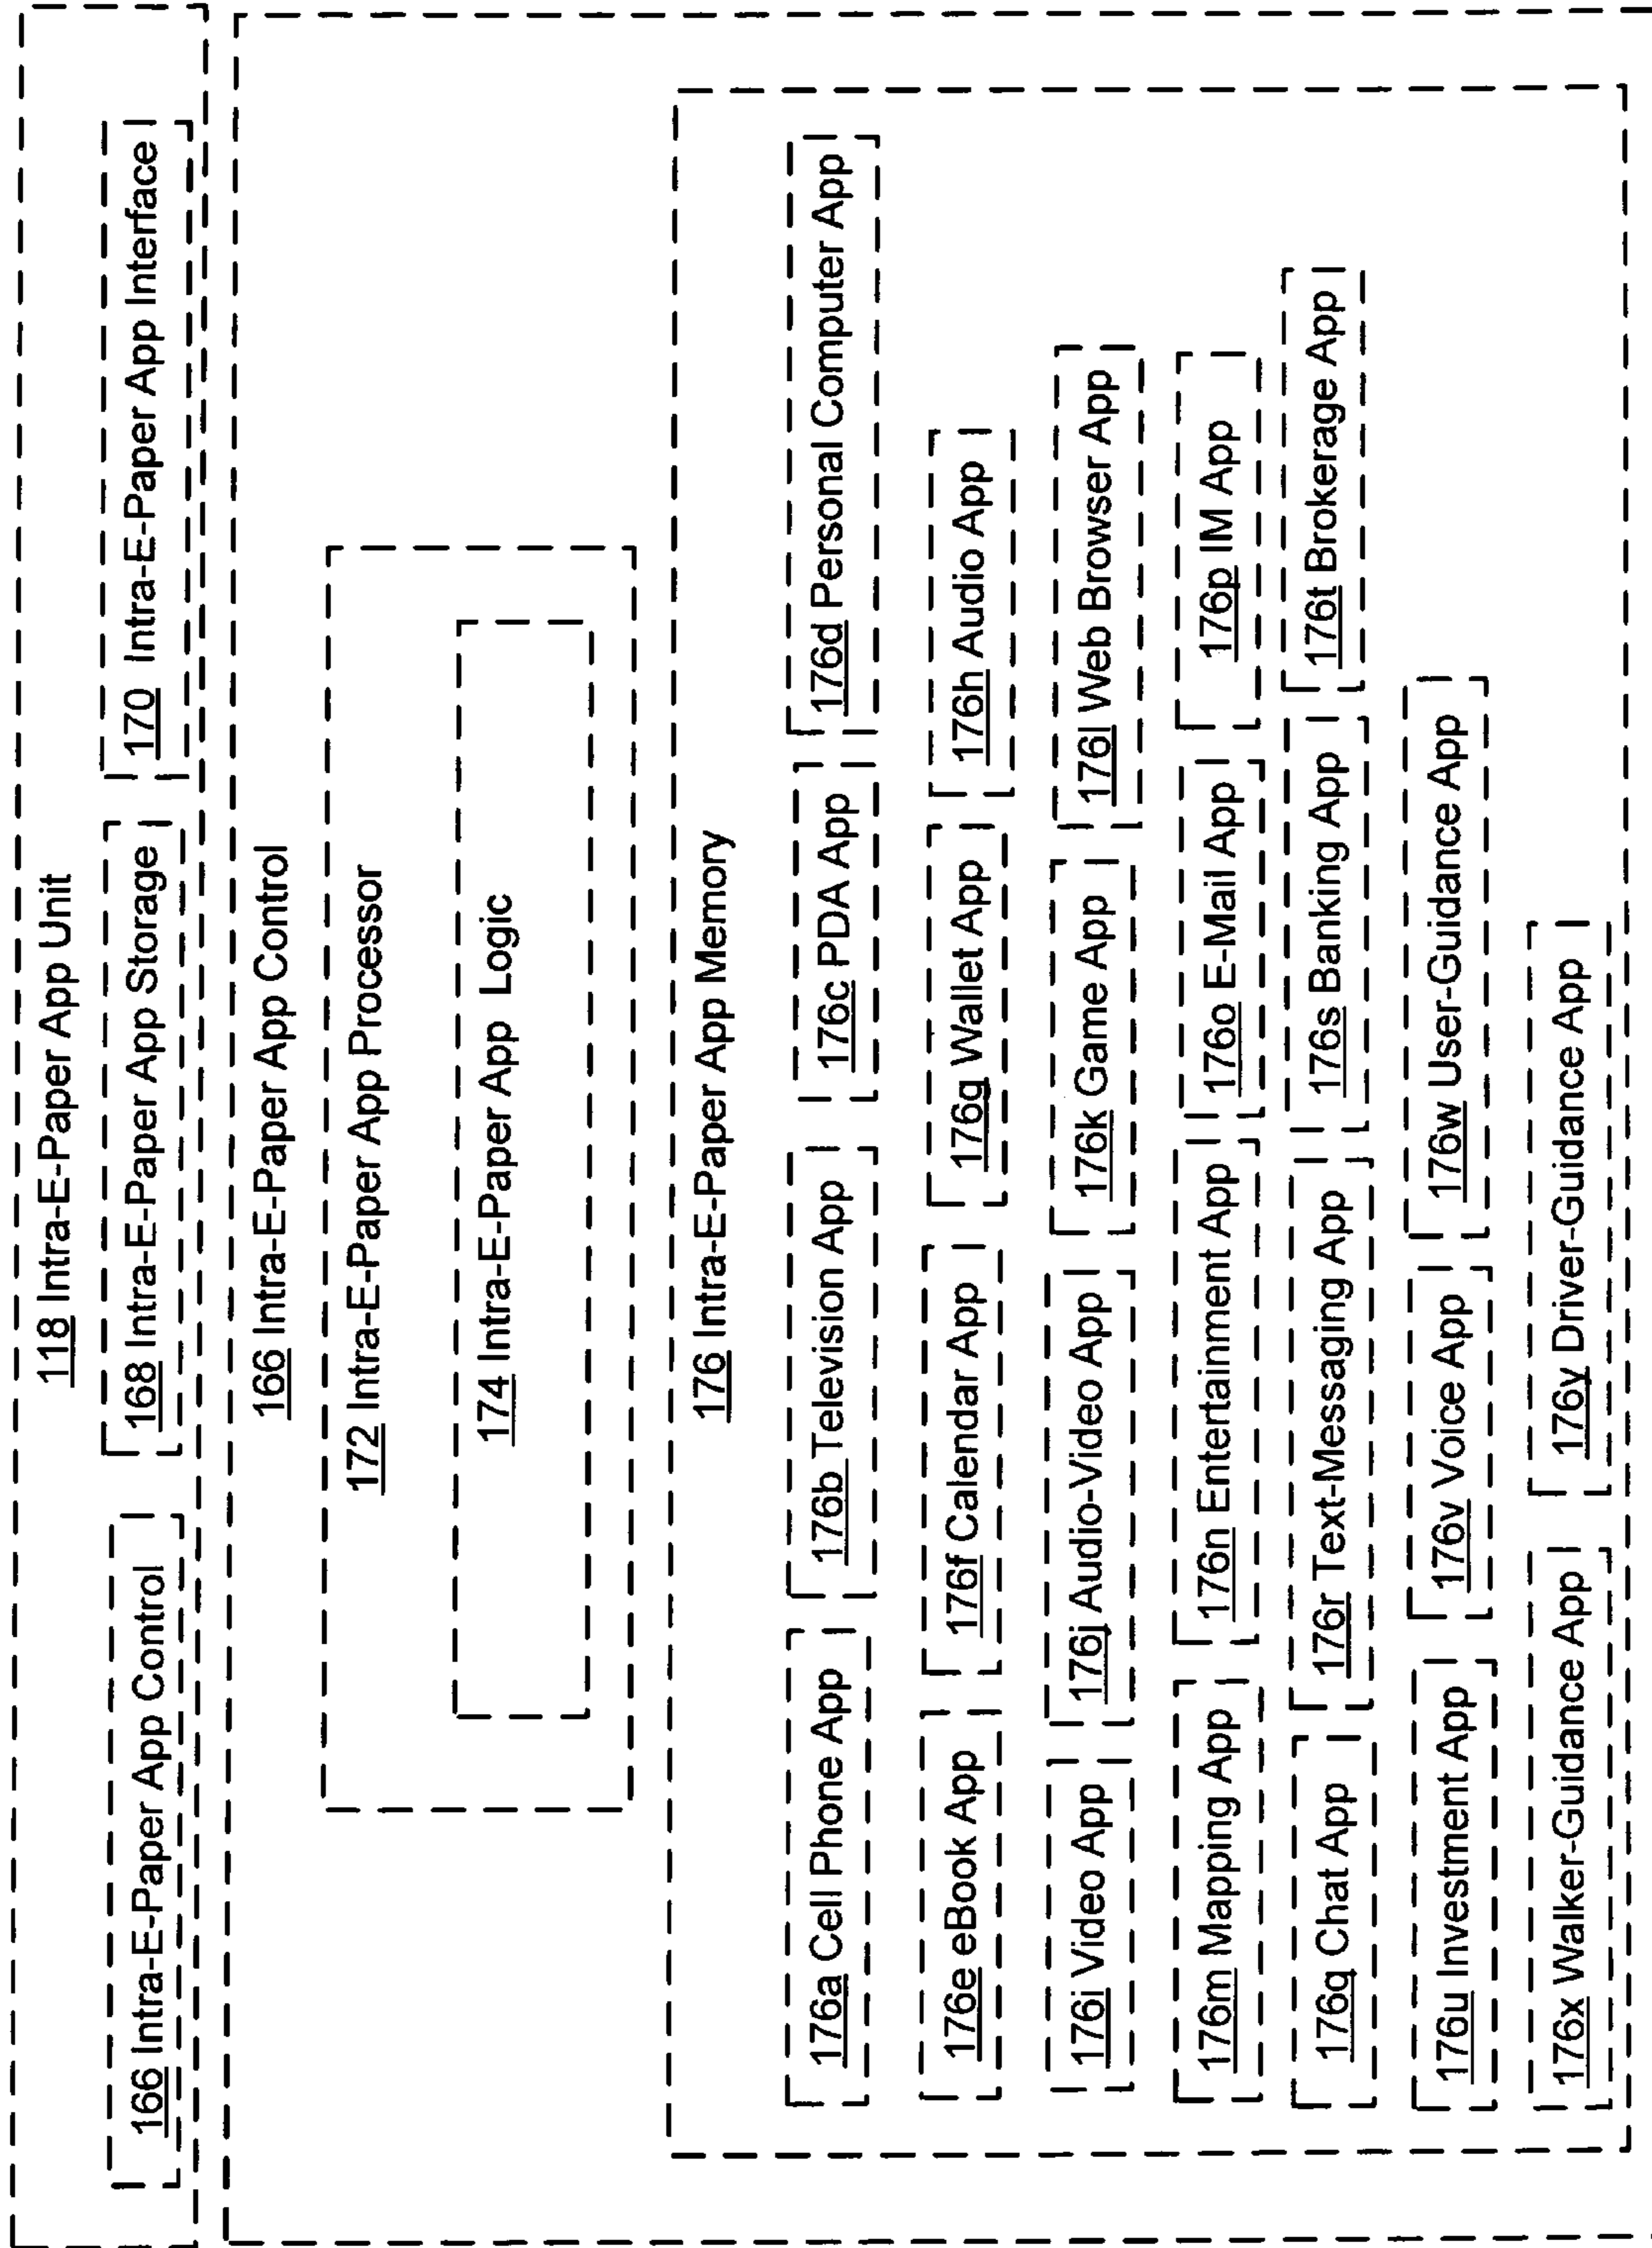 118 Intra-E-Paper App Unit
166 Intra-E-Paper App Control
168 Intra-E-Paper App Storage
170 Intra-E-Paper App Interface
166 Intra-E-Paper App Control
172 Intra-E-Paper App Processor
174 Intra-E-Paper App Logic
176 Intra-E-Paper App Memory
176a Cell Phone App
176b Television App
176c PDA App
176d Personal Computer App
176e eBook App
176f Calendar App
176g Wallet App
176h Audio App
176i Video App
176j Audio-Video App
176k Game App
176l Web Browser App
176m Mapping App
176n Entertainment App
176o E-Mail App
176p IM App
176q Chat App
176r Text-Messaging App
176s Banking App
176t Brokerage App
176u Investment App
176v Voice App
176w User-Guidance App
176x Walker-Guidance App
176y Driver-Guidance App